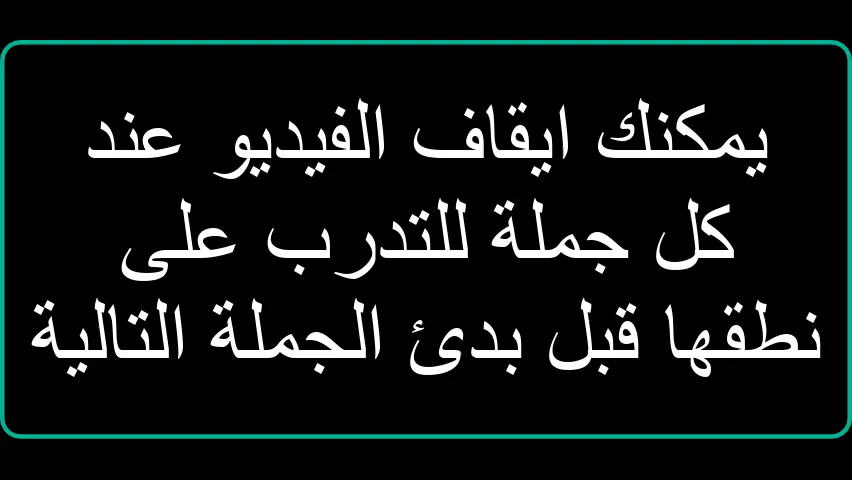 يمكنك ايقاف الفيديو عند
كل جملة للتدرب على
نطقها قبل بدئ الجملة التالية